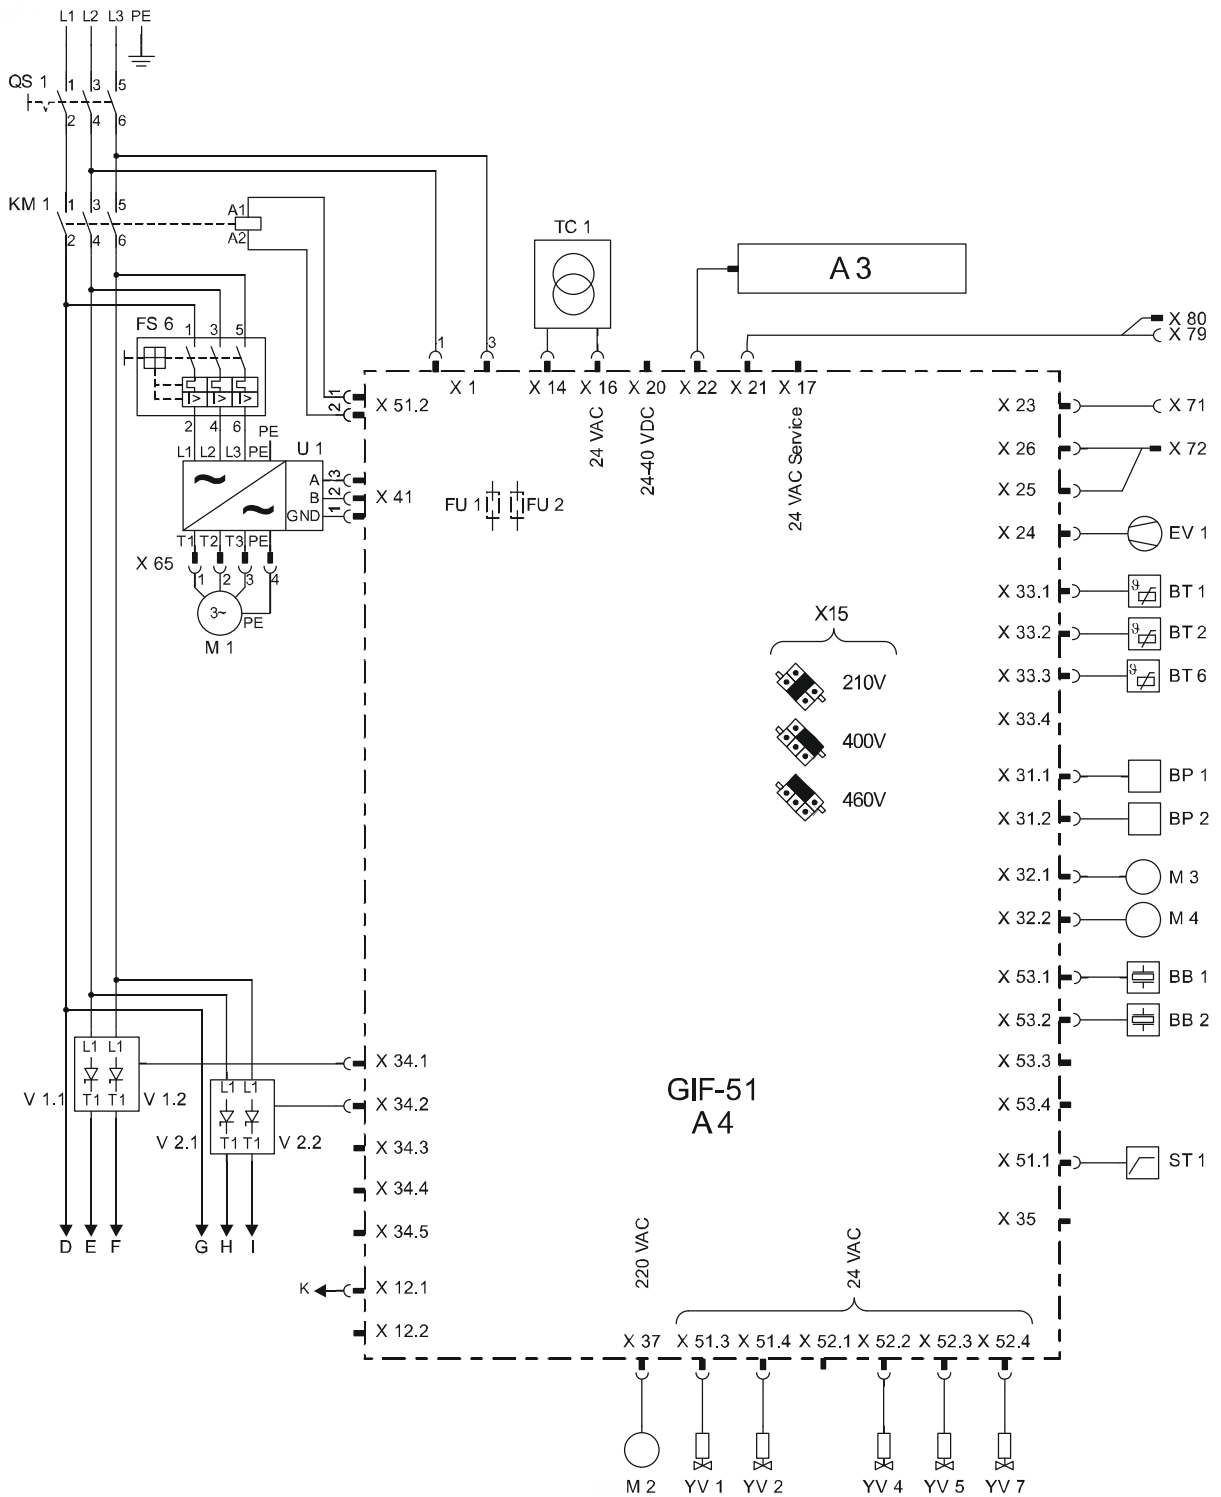 L1 L2 L3 PE
QS 1
1 3 5
2 4 6
KM 1
1 3 5
2 4 6
A1
A2
TC 1
A 3
X 80
X 79
FS 6
1 3 5
2 4 6
1 3
X 1 X 14 X 16 X 20 X 22 X 21 X 17
24 VAC
24-40 VDC
24 VAC Service
1
2
X 51.2
X 23 X 71
X 26 X 72
X 25
X 24 EV 1
PE
L1 L2 L3 PE
U 1
A 3
B 2
GND 1
X 41
FU 1 FU 2
T1 T2 T3 PE
X 65
1 2 3 4
3~
PE
M 1
X15
210V
400V
460V
X 33.1 ϑ BT 1
X 33.2 ϑ BT 2
X 33.3 ϑ BT 6
X 33.4
X 31.1 BP 1
X 31.2 BP 2
X 32.1 M 3
X 32.2 M 4
X 53.1 BB 1
X 53.2 BB 2
X 53.3
X 53.4
X 51.1 ST 1
X 35
L1 L1
V 1.1 T1 T1 V 1.2
L1 L1
V 2.1 T1 T1 V 2.2
X 34.1
X 34.2
X 34.3
X 34.4
X 34.5
GIF-51
A 4
D E F G H I
K X 12.1
X 12.2
220 VAC
24 VAC
X 37 X 51.3 X 51.4 X 52.1 X 52.2 X 52.3 X 52.4
M 2 YV 1 YV 2 YV 4 YV 5 YV 7